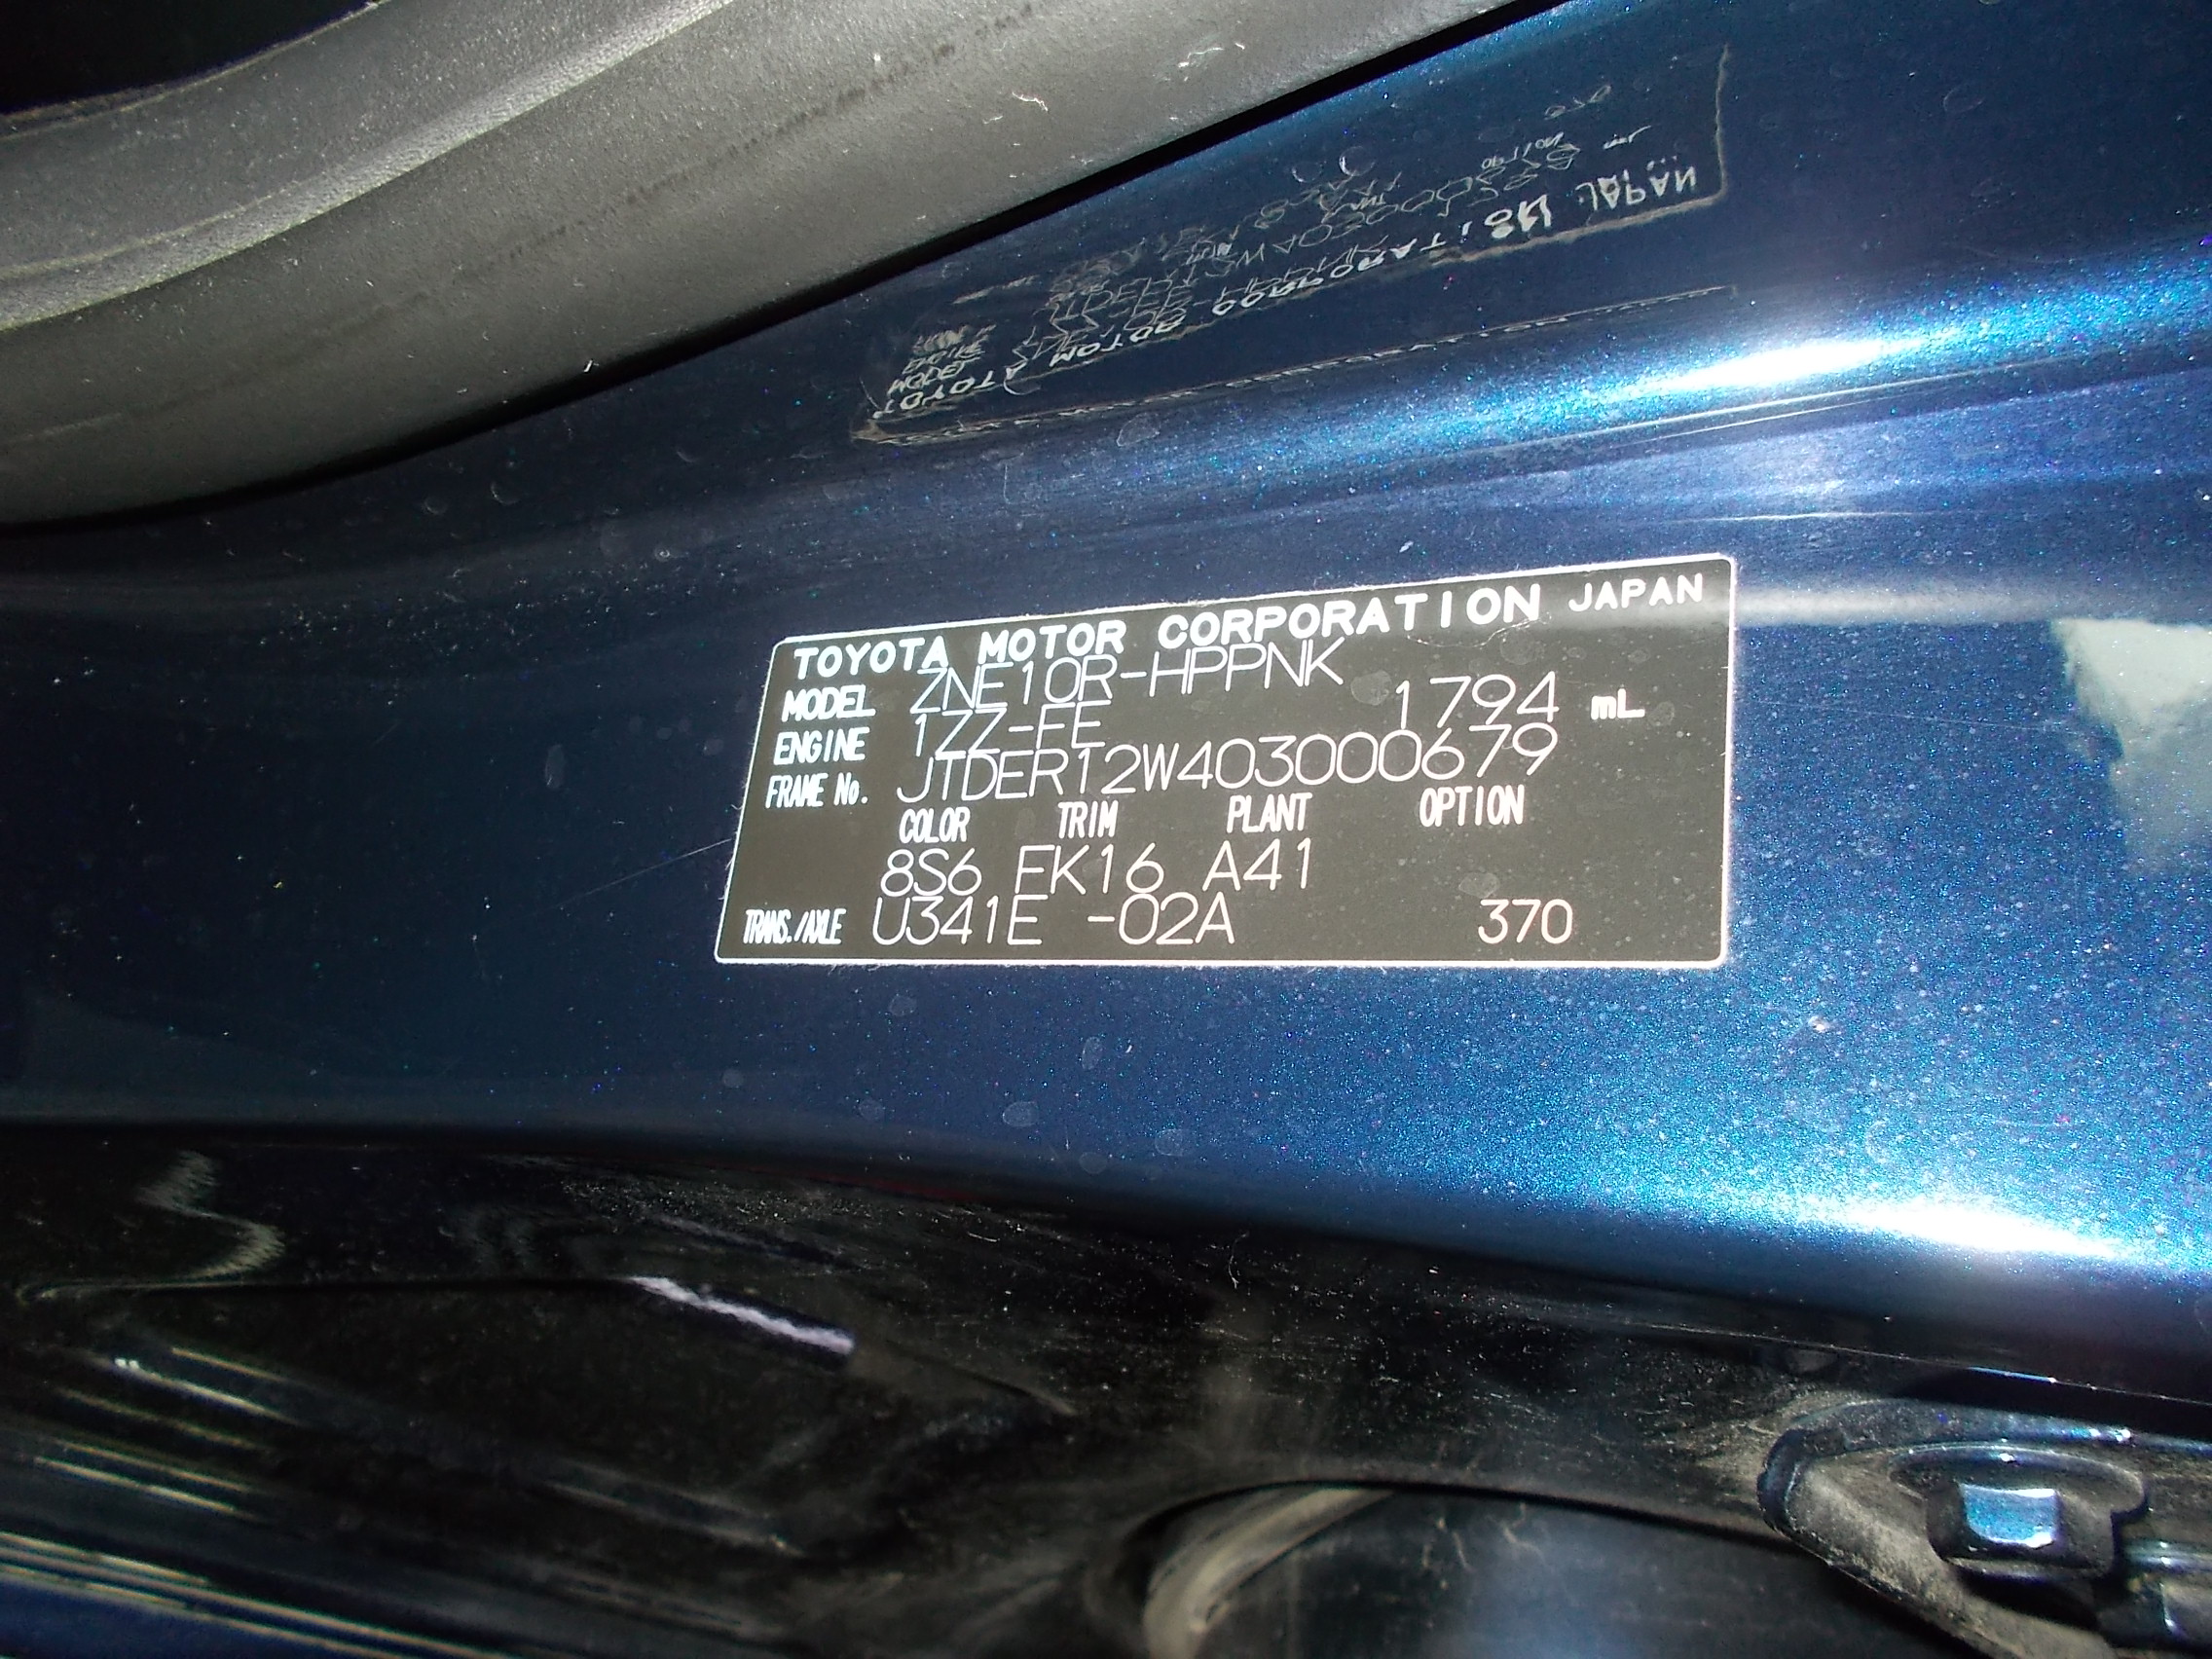 TOYOTA MOTOR CORPORATION JAPAN
MODEL ZNE10R-HPPNK
ENGINE 1ZZ-FE 1794 mL
FRAME No. JTDER12W403000679
COLOR TRIM PLANT OPTION
8S6 FK16 A41
TRANS./AXLE U341E -02A 370